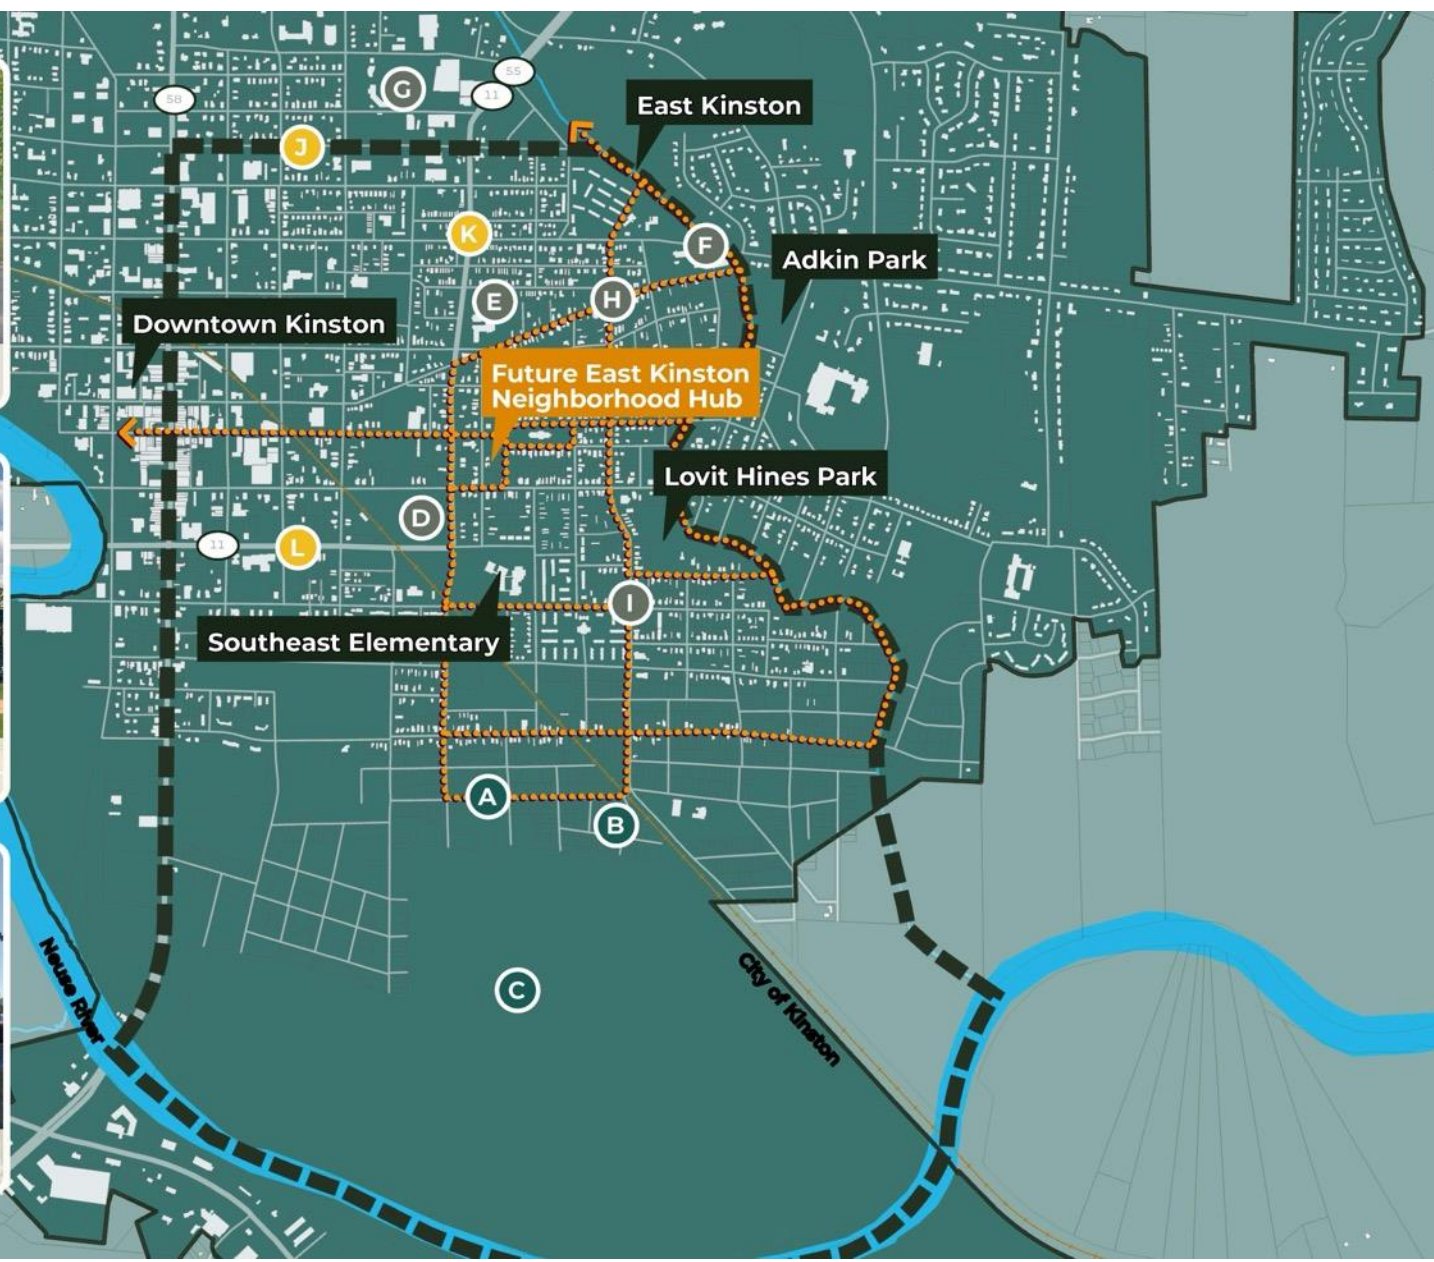 55
G
11
58
East Kinston
J
K
F
Adkin Park
E
H
Downtown Kinston
Future East Kinston
Neighborhood Hub
Lovit Hines Park
D
11
L
I
Southeast Elementary
A
B
C
Neuse River
City of Kinston